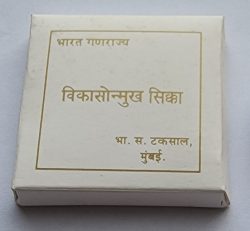 भारत गणराज्य
विकासोन्मुख सिक्का
भा. स. टकसाल,
मुंबई.